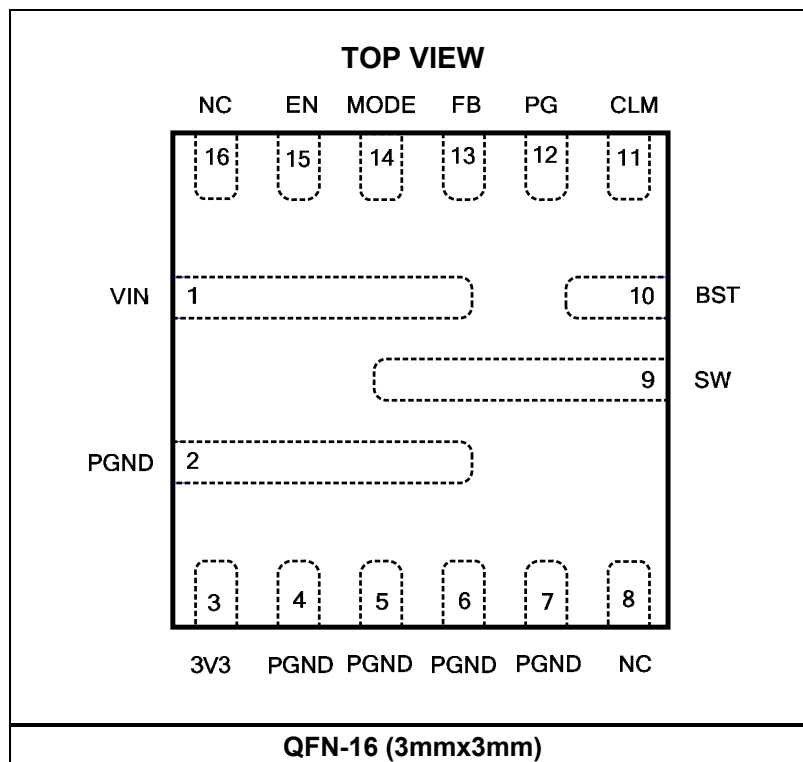 TOP VIEW
NC EN MODE FB PG CLM
16 15 14 13 12 11
VIN 1 10 BST
9 SW
PGND 2
3 4 5 6 7 8
3V3 PGND PGND PGND PGND NC
QFN-16 (3mmx3mm)